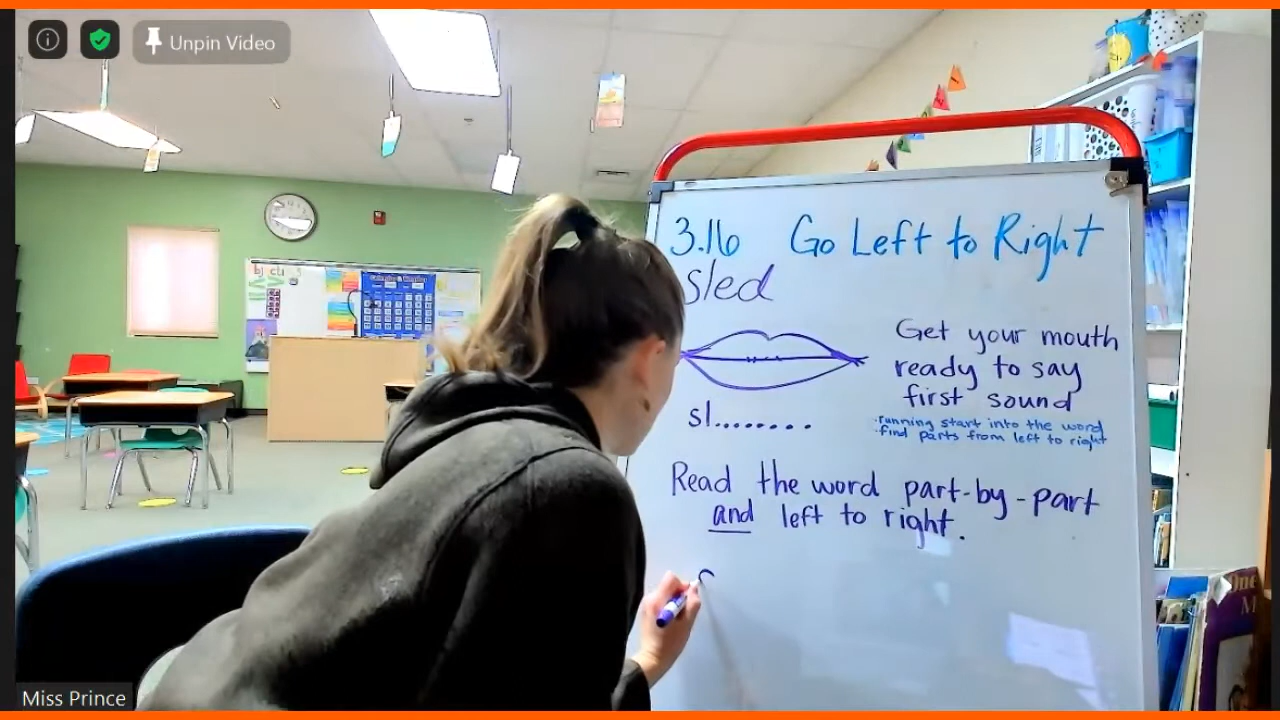 Unpin Video
3.16 Go Left to Right
sled
Get your mouth
ready to say
first sound
sl........
·running start into the word
·find parts from left to right
Read the word part-by-part
and left to right.
One
M
Miss Prince